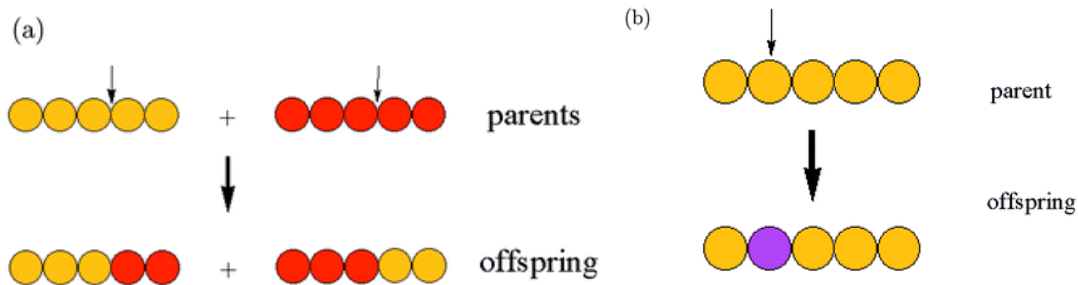 (a)
+ parents
+ offspring
(b)
parent
offspring